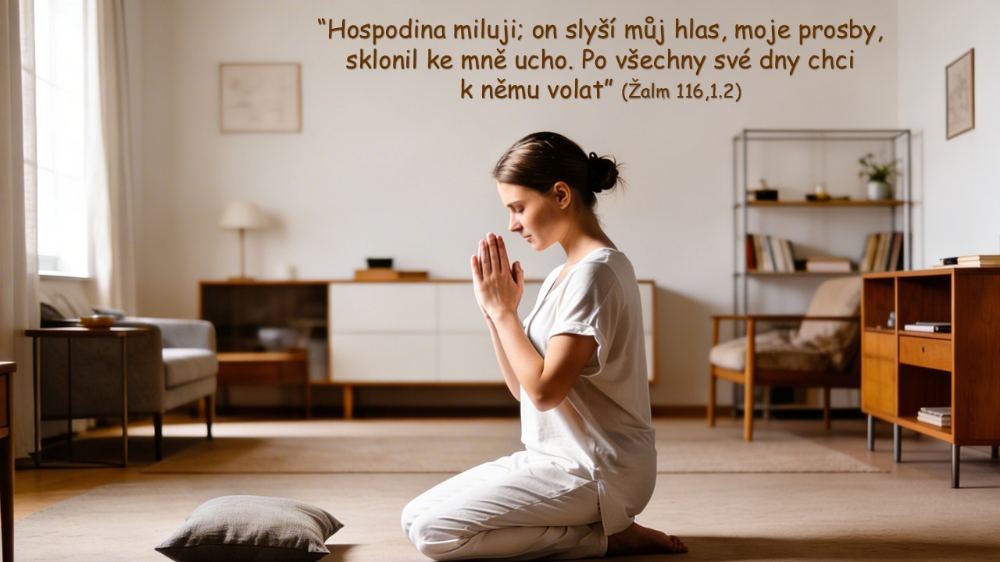 “Hospodina miluji; on slyší můj hlas, moje prosby,
sklonil ke mně ucho. Po všechny své dny chci
k němu volat” (Žalm 116,1.2)